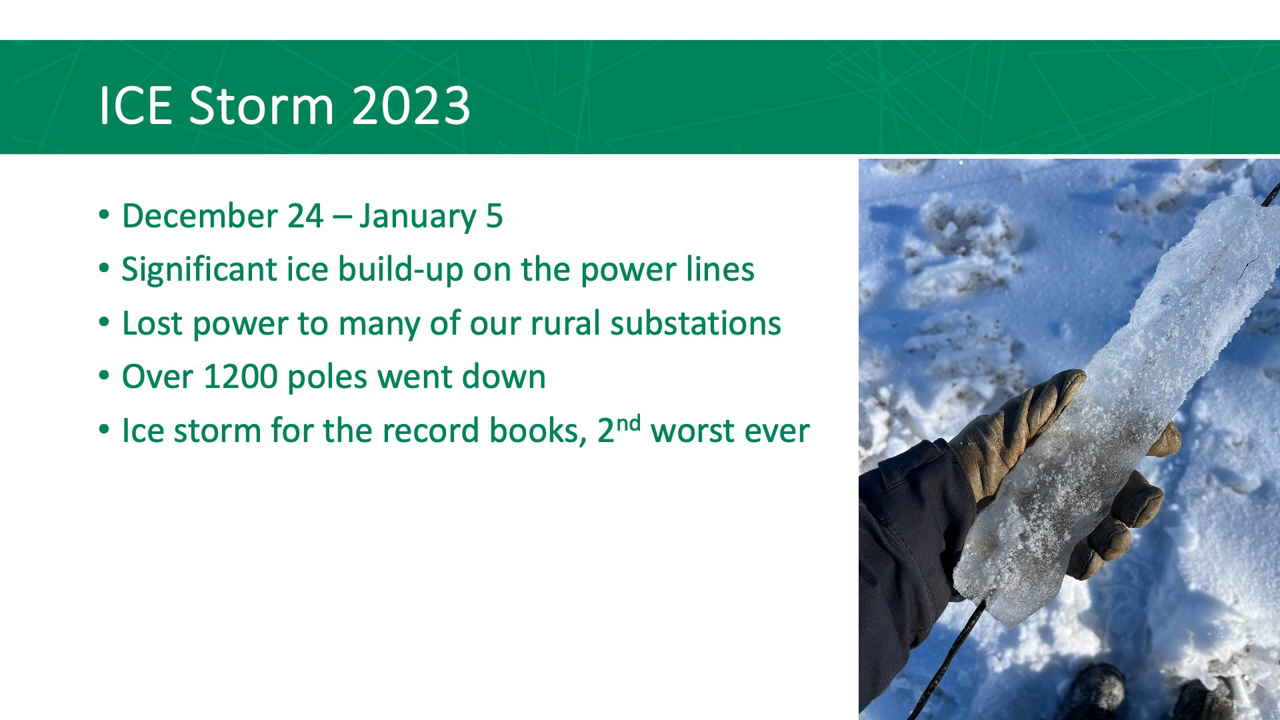 ICE Storm 2023
• December 24 – January 5
• Significant ice build-up on the power lines
• Lost power to many of our rural substations
• Over 1200 poles went down
• Ice storm for the record books, 2nd worst ever